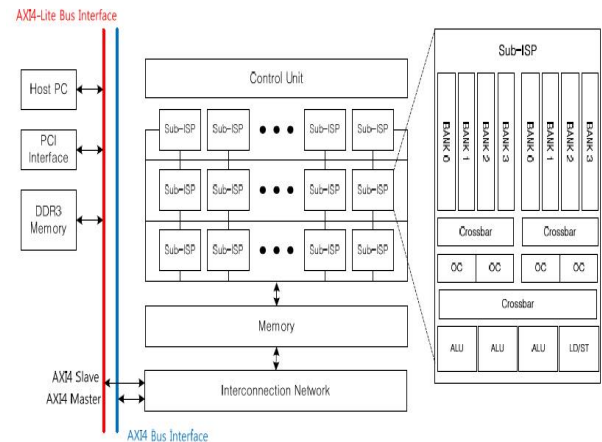 AXI4-Lite Bus Interface
Host PC
PCI
Interface
DDR3
Memory
Control Unit
Sub-ISP Sub-ISP Sub-ISP Sub-ISP
Sub-ISP Sub-ISP Sub-ISP Sub-ISP
Sub-ISP Sub-ISP Sub-ISP Sub-ISP
Memory
Interconnection Network
AXI4 Slave
AXI4 Master
AXI4 Bus Interface
Sub-ISP
BANK 0 BANK 1 BANK 2 BANK 3 BANK 0 BANK 1 BANK 2 BANK 3
Crossbar Crossbar
OC OC OC OC
Crossbar
ALU ALU ALU LD/ST